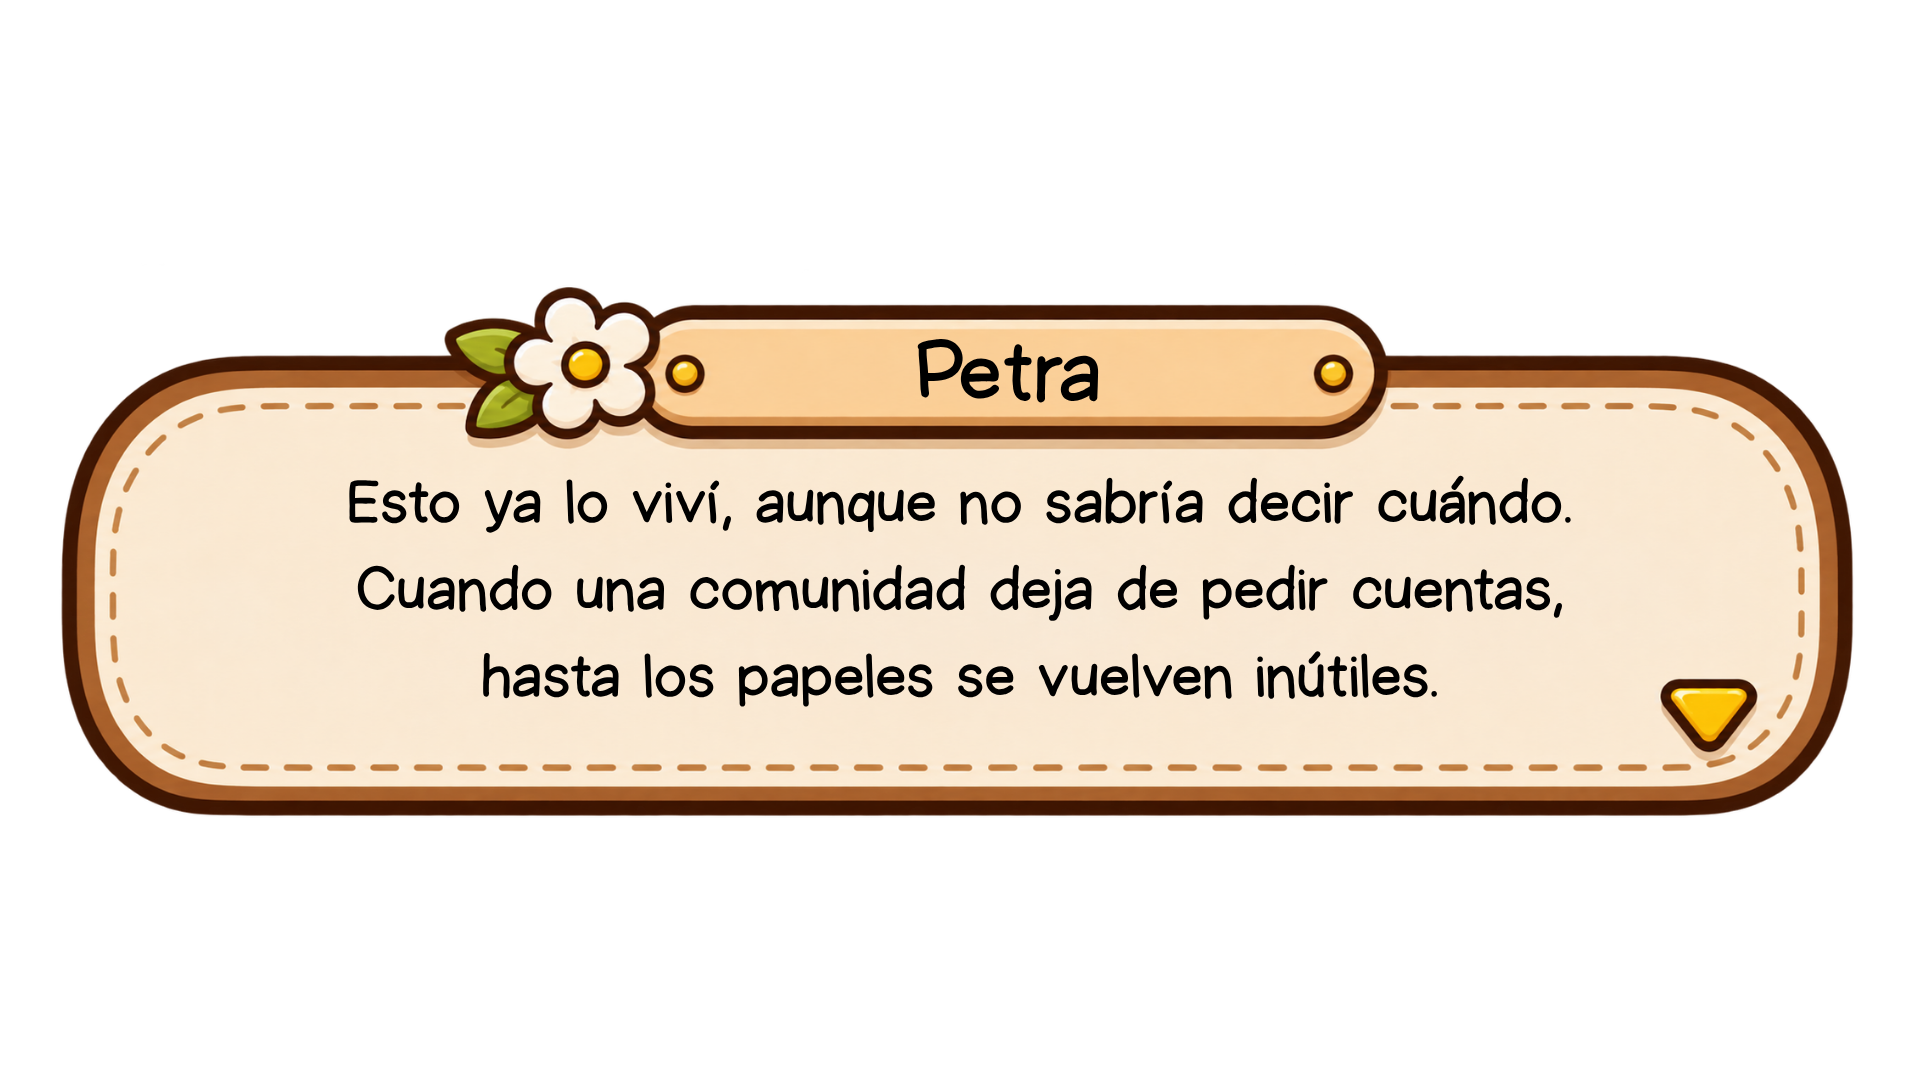 Petra
Esto ya lo viví, aunque no sabría decir cuándo.
Cuando una comunidad deja de pedir cuentas,
hasta los papeles se vuelven inútiles.